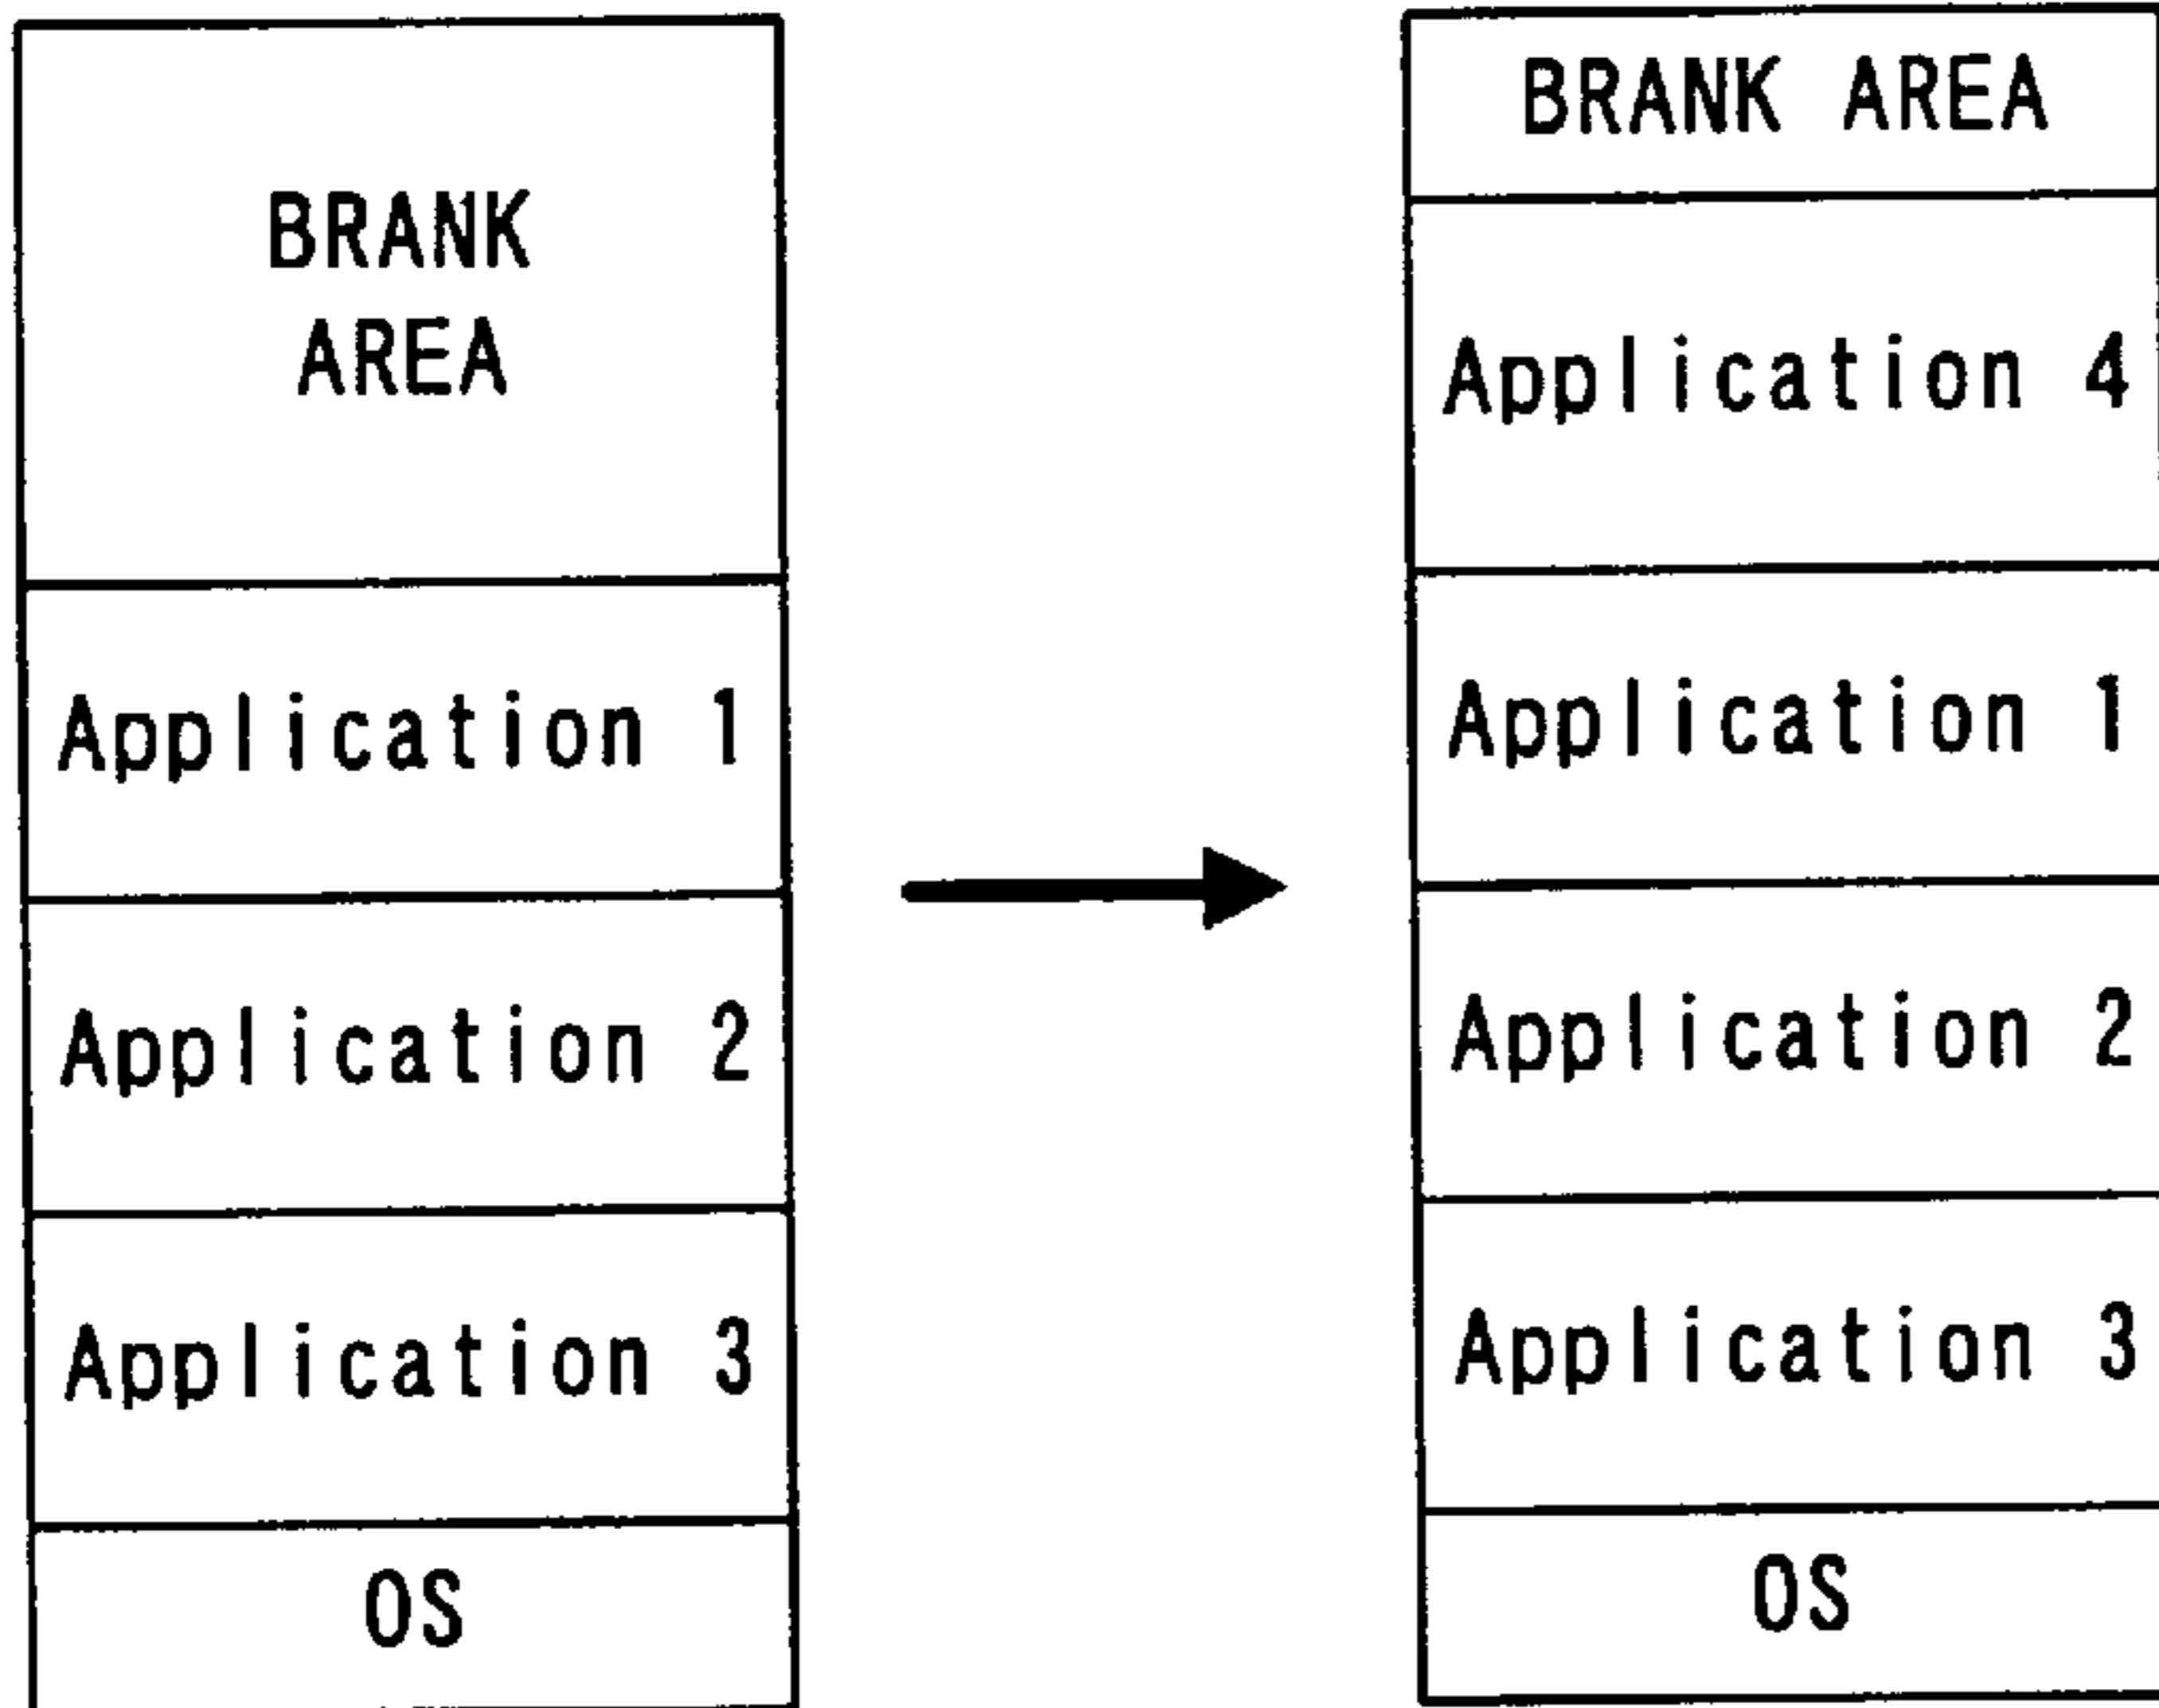 BRANK
AREA
Application 1
Application 2
Application 3
OS
BRANK AREA
Application 4
Application 1
Application 2
Application 3
OS